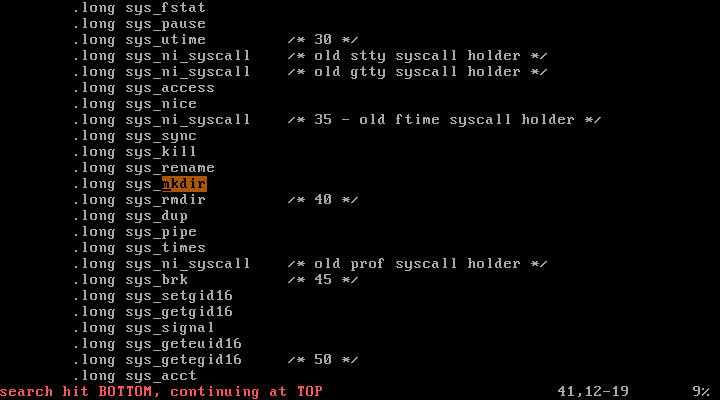 .long sys_fstat
.long sys_pause
.long sys_utime /* 30 */
.long sys_ni_syscall /* old stty syscall holder */
.long sys_ni_syscall /* old gtty syscall holder */
.long sys_access
.long sys_nice
.long sys_ni_syscall /* 35 - old ftime syscall holder */
.long sys_sync
.long sys_kill
.long sys_rename
.long sys_mkdir
.long sys_rmdir /* 40 */
.long sys_dup
.long sys_pipe
.long sys_times
.long sys_ni_syscall /* old prof syscall holder */
.long sys_brk /* 45 */
.long sys_setgid16
.long sys_getgid16
.long sys_signal
.long sys_geteuid16
.long sys_getegid16 /* 50 */
.long sys_acct
search hit BOTTOM, continuing at TOP 41,12-19 9%